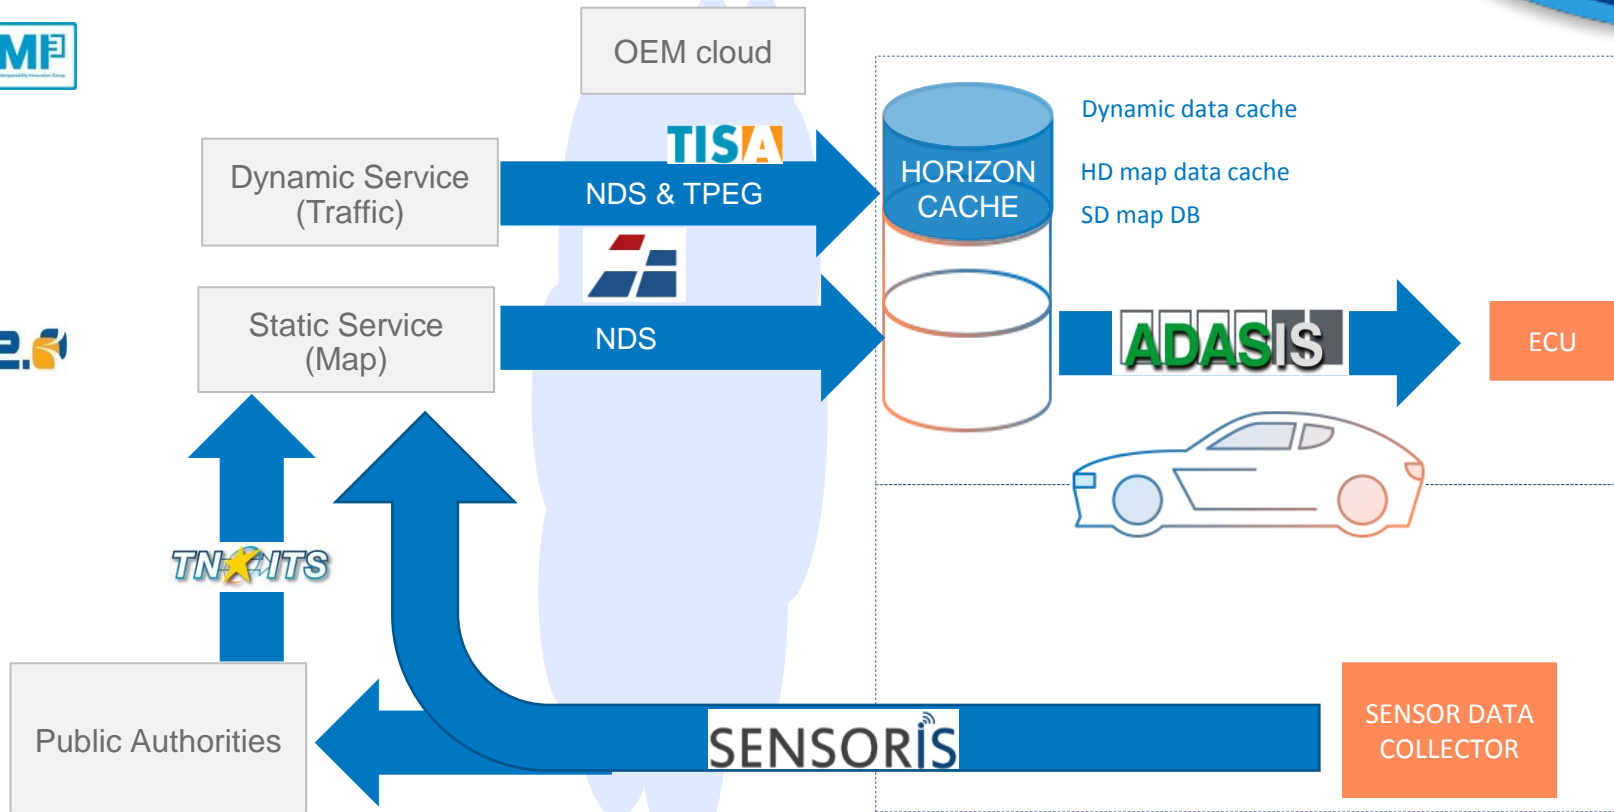 OEM cloud
Dynamic data cache
TISA
Dynamic Service
(Traffic)
NDS & TPEG
HORIZON
CACHE
HD map data cache
SD map DB
Static Service
(Map)
NDS
ADASIS
ECU
TN ITS
Public Authorities
SENSORiS
SENSOR DATA
COLLECTOR